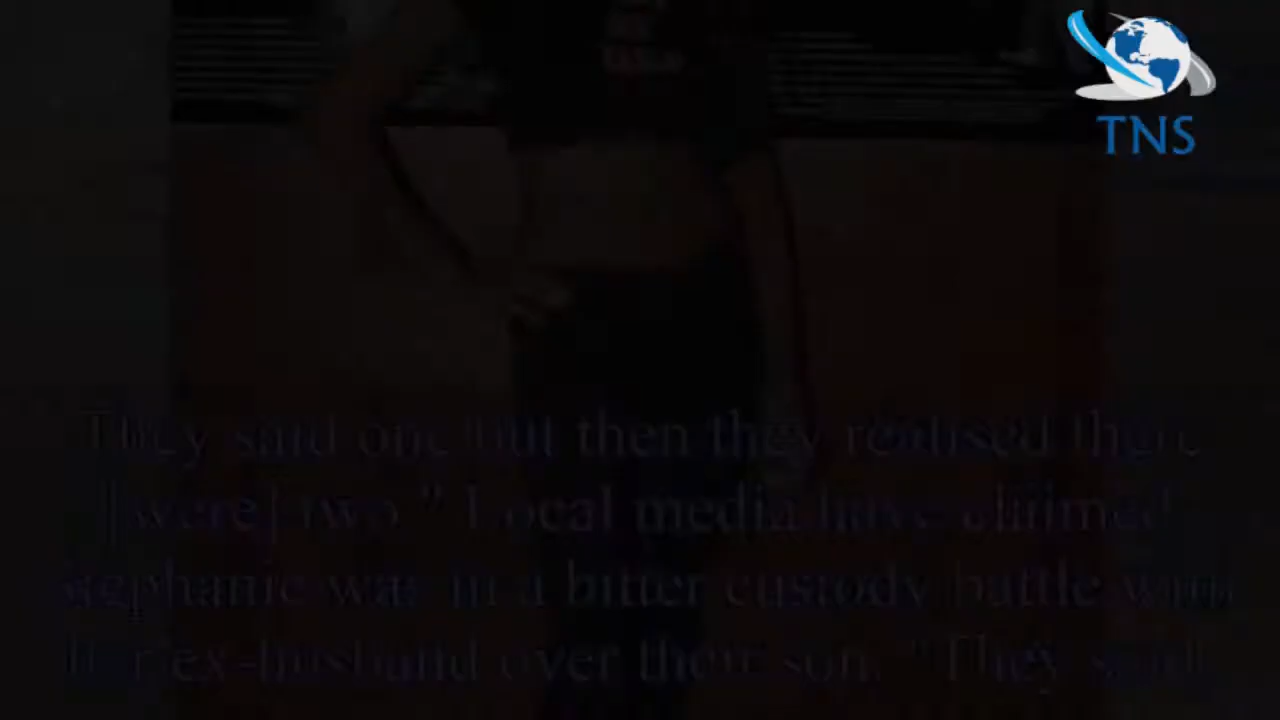 TNS
They said one but then they realised there
[were] two." Local media have claimed
Stephanie was in a bitter custody battle with
her ex-husband over their son. "They said